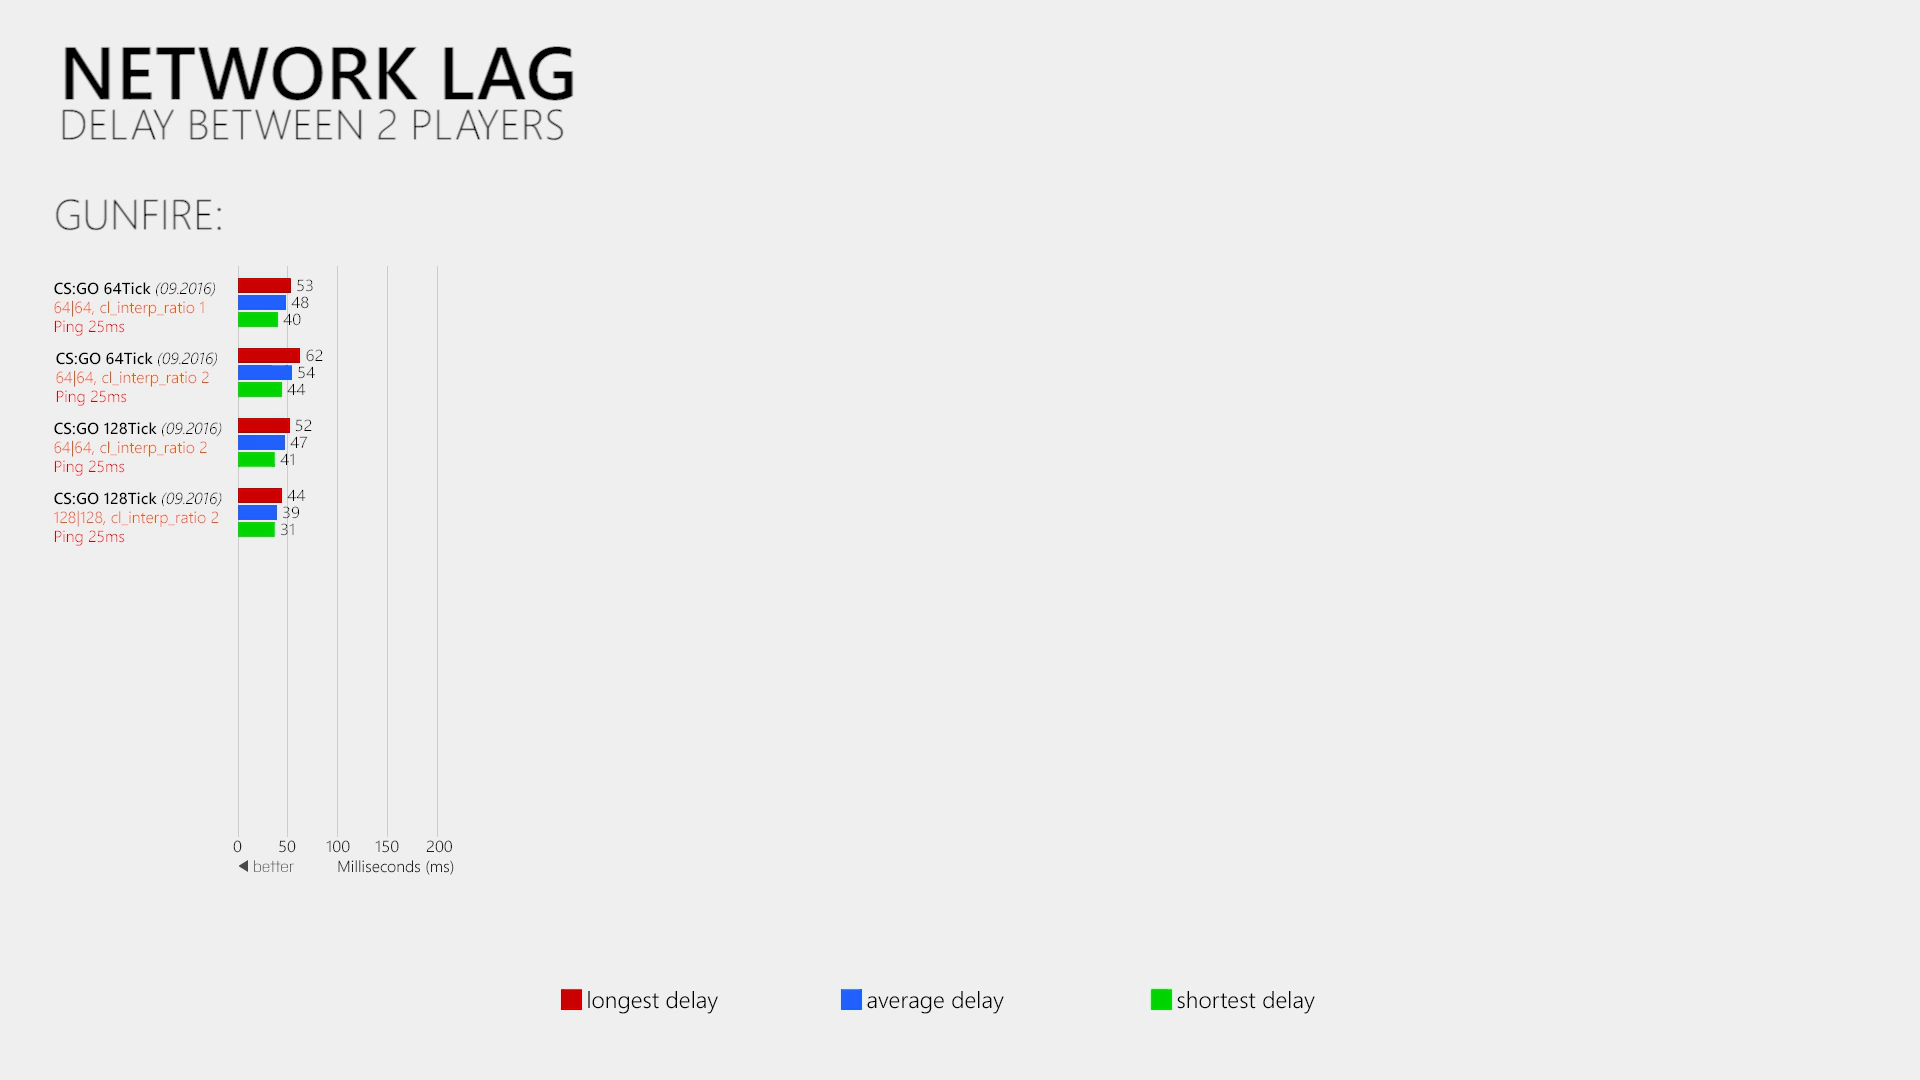 NETWORK LAG
DELAY BETWEEN 2 PLAYERS
GUNFIRE:
CS:GO 64Tick (09.2016)
64|64, cl_interp_ratio 1
Ping 25ms
53
48
40
CS:GO 64Tick (09.2016)
64|64, cl_interp_ratio 2
Ping 25ms
62
54
44
CS:GO 128Tick (09.2016)
64|64, cl_interp_ratio 2
Ping 25ms
52
47
41
CS:GO 128Tick (09.2016)
128|128, cl_interp_ratio 2
Ping 25ms
44
39
31
0 50 100 150 200
better Milliseconds (ms)
longest delay average delay shortest delay